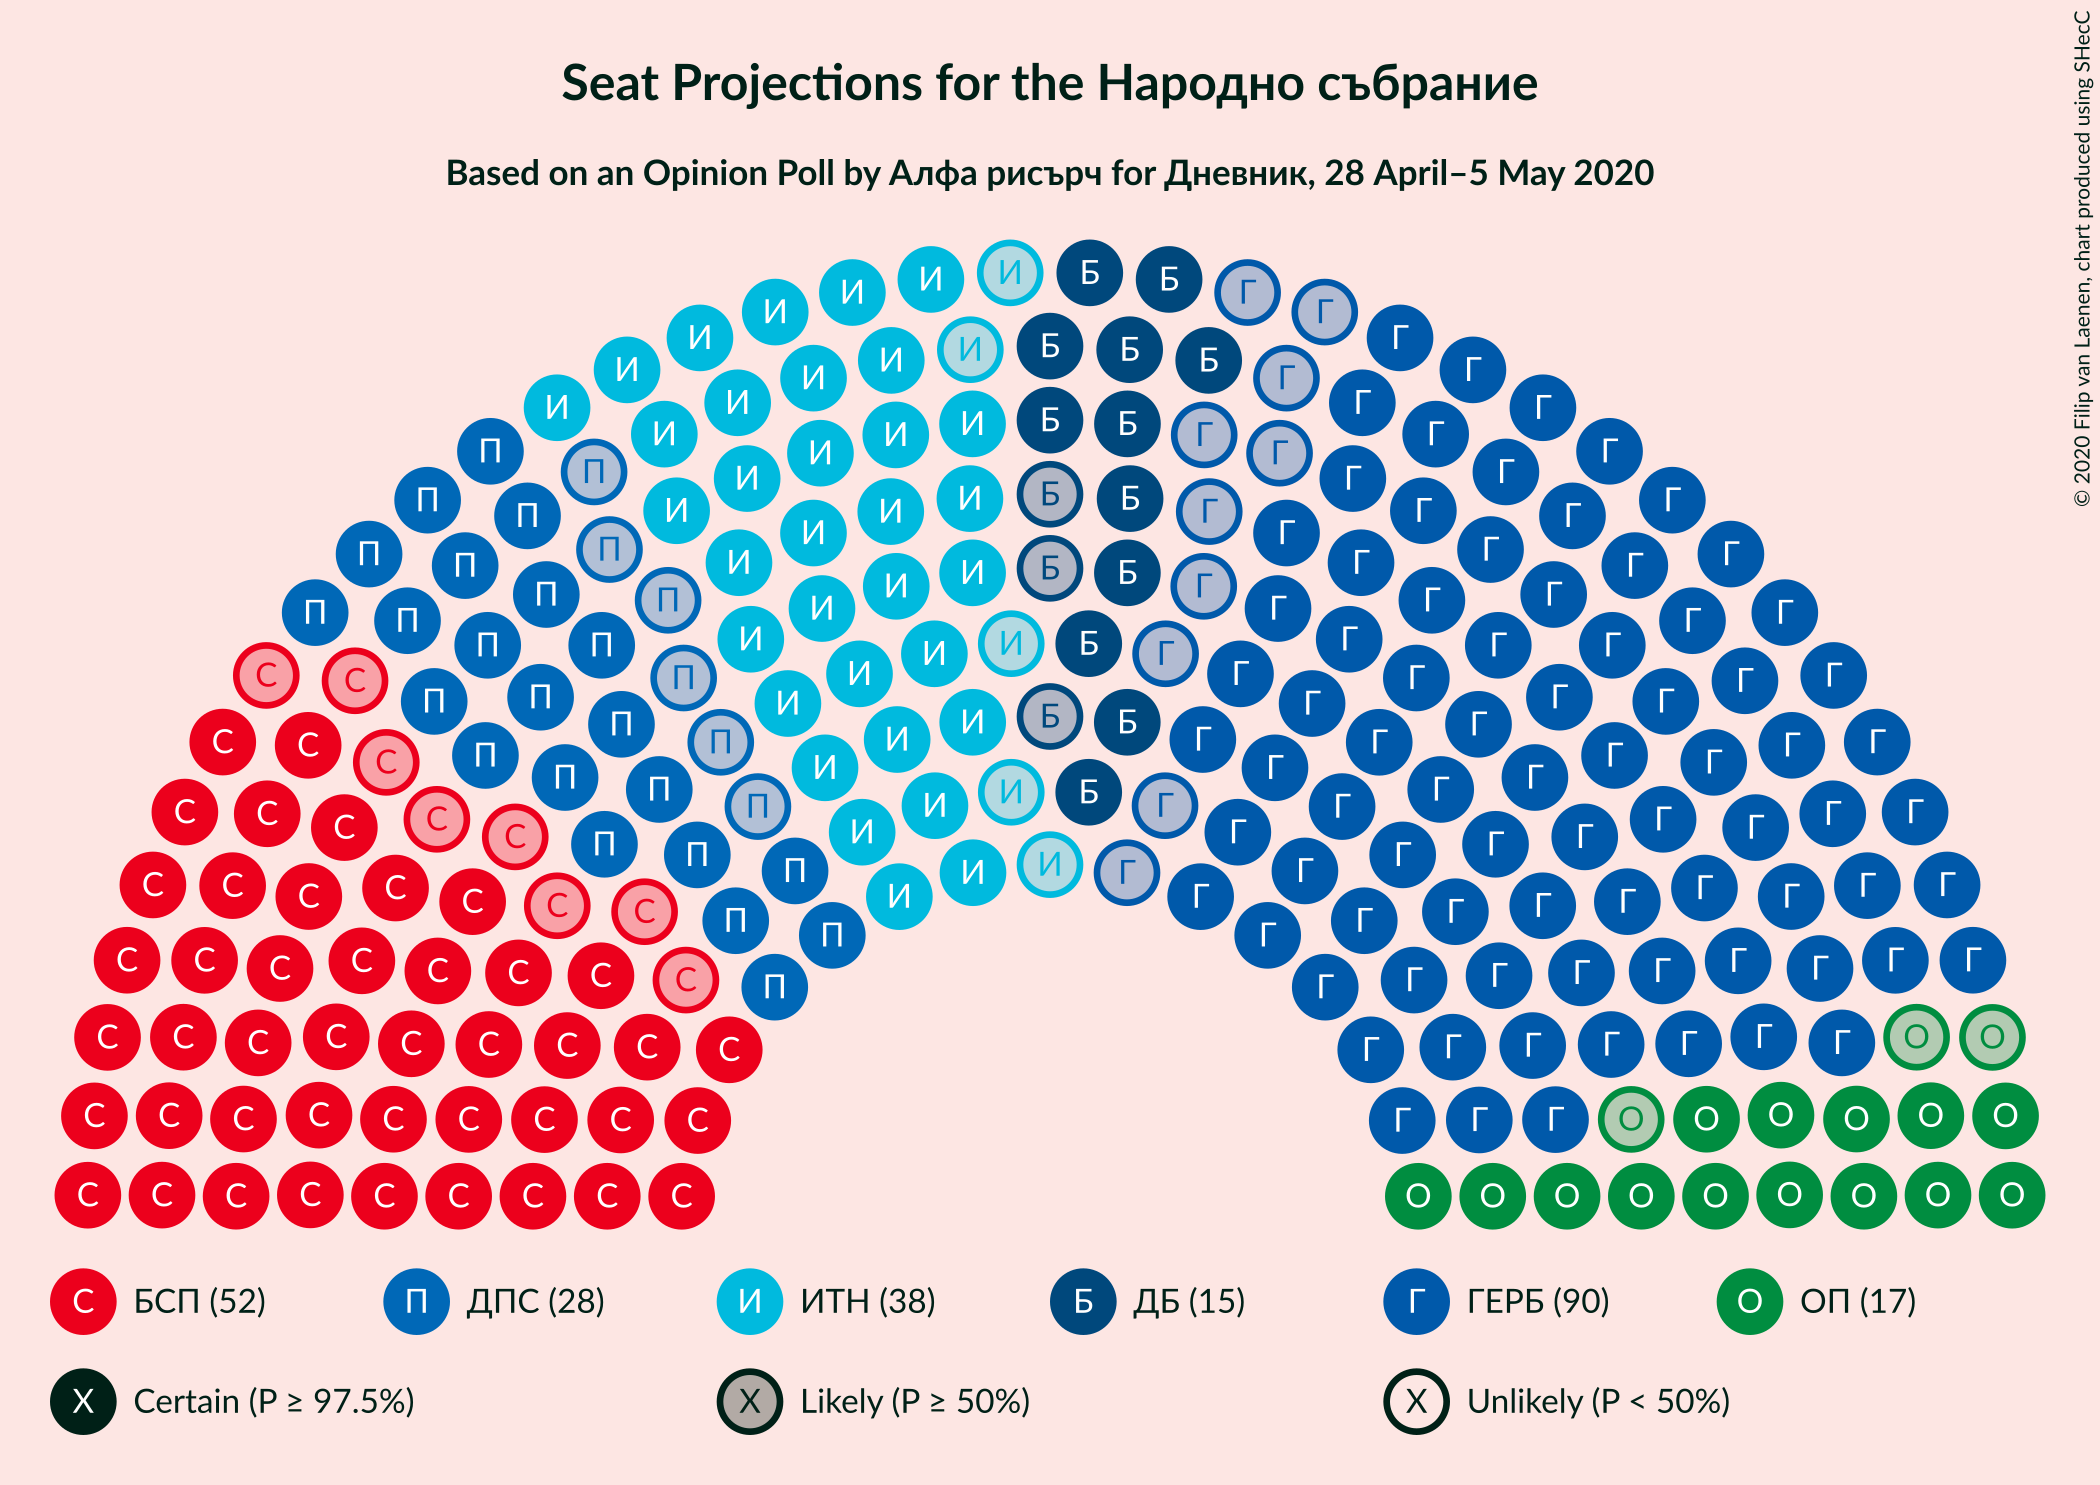 Seat Projections for the Народно събрание
Based on an Opinion Poll by Алфа рисърч for Дневник, 28 April–5 May 2020
© 2020 Filip van Laenen, chart produced using SHecC
С БСП (52)
П ДПС (28)
И ИТН (38)
Б ДБ (15)
Г ГЕРБ (90)
О ОП (17)
X Certain (P ≥ 97.5%)
X Likely (P ≥ 50%)
X Unlikely (P < 50%)